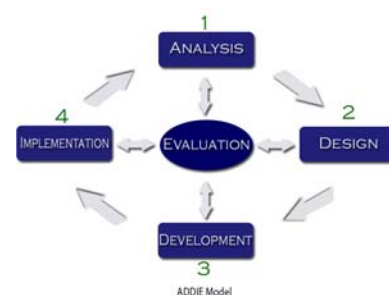 1
ANALYSIS
4
2
IMPLEMENTATION
EVALUATION
DESIGN
DEVELOPMENT
3
ADDIE Model